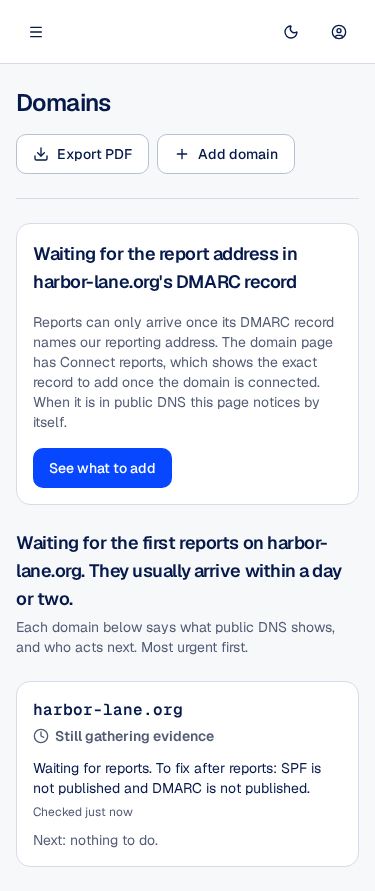 Domains
Export PDF
Add domain
Waiting for the report address in
harbor-lane.org's DMARC record
Reports can only arrive once its DMARC record
names our reporting address. The domain page
has Connect reports, which shows the exact
record to add once the domain is connected.
When it is in public DNS this page notices by
itself.
See what to add
Waiting for the first reports on harbor-
lane.org. They usually arrive within a day
or two.
Each domain below says what public DNS shows,
and who acts next. Most urgent first.
harbor-lane.org
Still gathering evidence
Waiting for reports. To fix after reports: SPF is
not published and DMARC is not published.
Checked just now
Next: nothing to do.